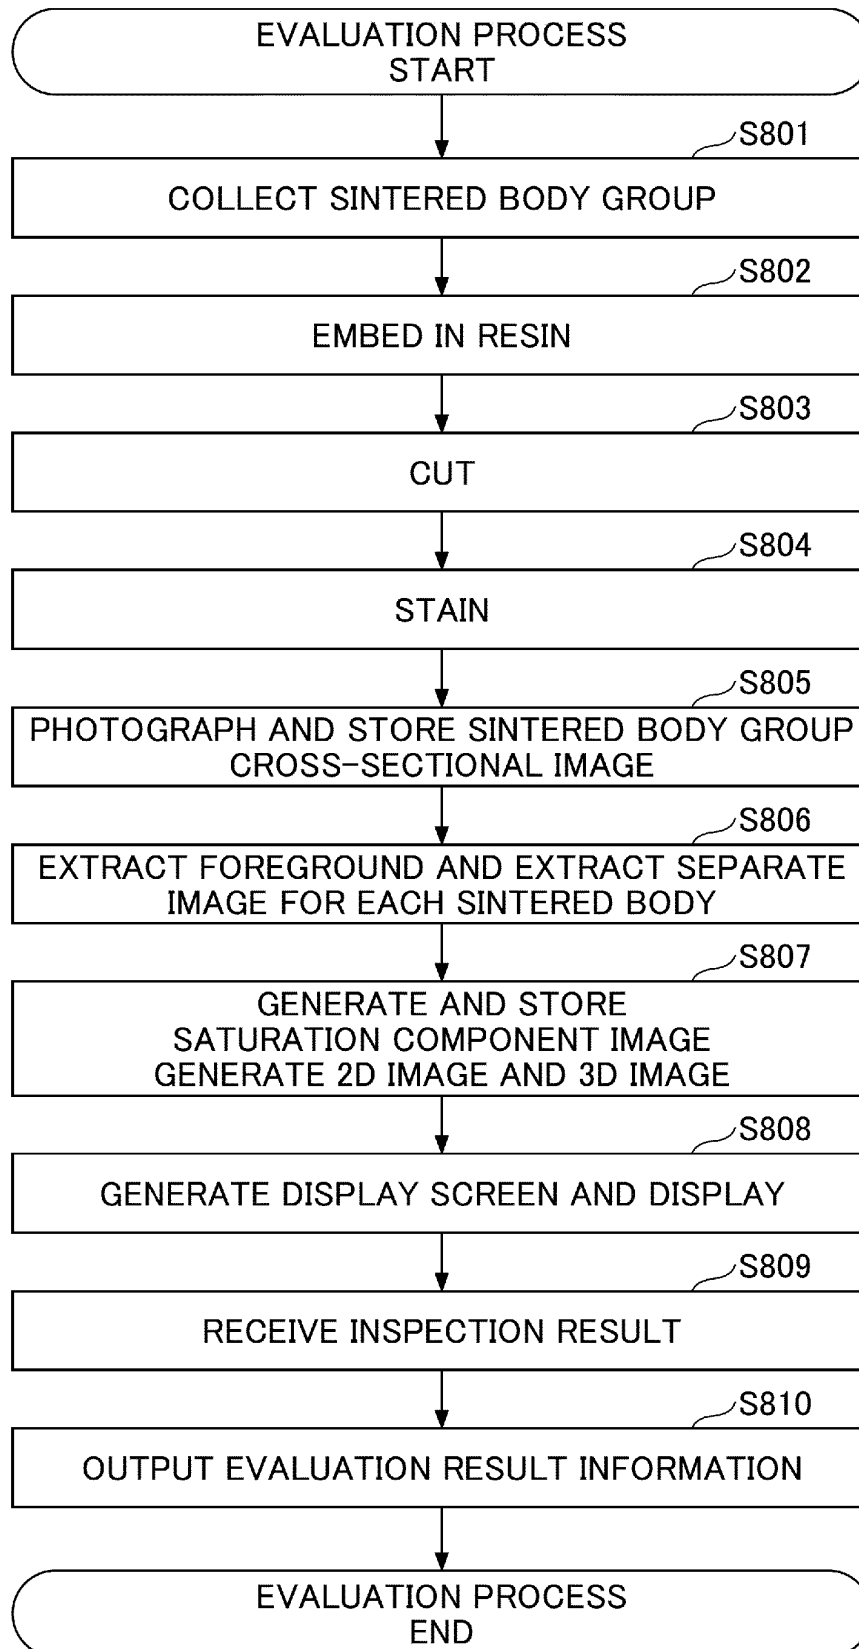 EVALUATION PROCESS
START
S801
COLLECT SINTERED BODY GROUP
S802
EMBED IN RESIN
S803
CUT
S804
STAIN
S805
PHOTOGRAPH AND STORE SINTERED BODY GROUP
CROSS-SECTIONAL IMAGE
S806
EXTRACT FOREGROUND AND EXTRACT SEPARATE
IMAGE FOR EACH SINTERED BODY
S807
GENERATE AND STORE
SATURATION COMPONENT IMAGE
GENERATE 2D IMAGE AND 3D IMAGE
S808
GENERATE DISPLAY SCREEN AND DISPLAY
S809
RECEIVE INSPECTION RESULT
S810
OUTPUT EVALUATION RESULT INFORMATION
EVALUATION PROCESS
END